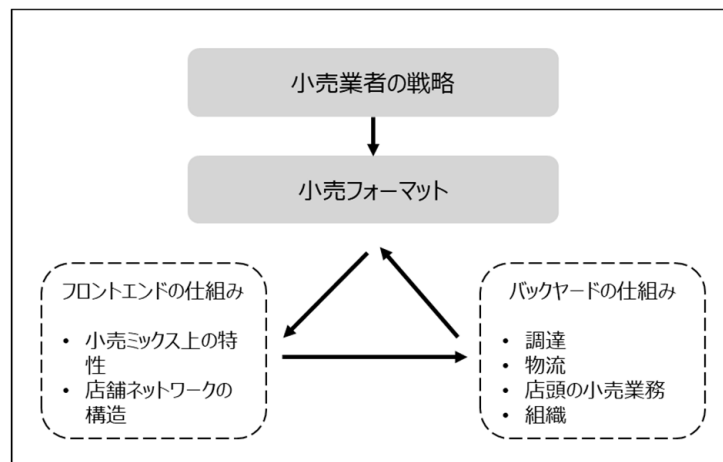 小売業者の戦略
小売フォーマット
フロントエンドの仕組み
• 小売ミックス上の特
性
• 店舗ネットワークの
構造
バックヤードの仕組み
• 調達
• 物流
• 店頭の小売業務
• 組織